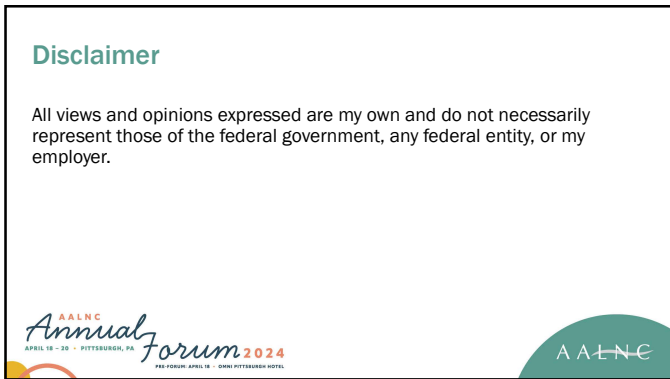 Disclaimer
All views and opinions expressed are my own and do not necessarily
represent those of the federal government, any federal entity, or my
employer.
AALNC
Annual
APRIL 18 – 20 • PITTSBURGH, PA
Forum 2024
PRE-FORUM: APRIL 18 • OMNI PITTSBURGH HOTEL
AALNC